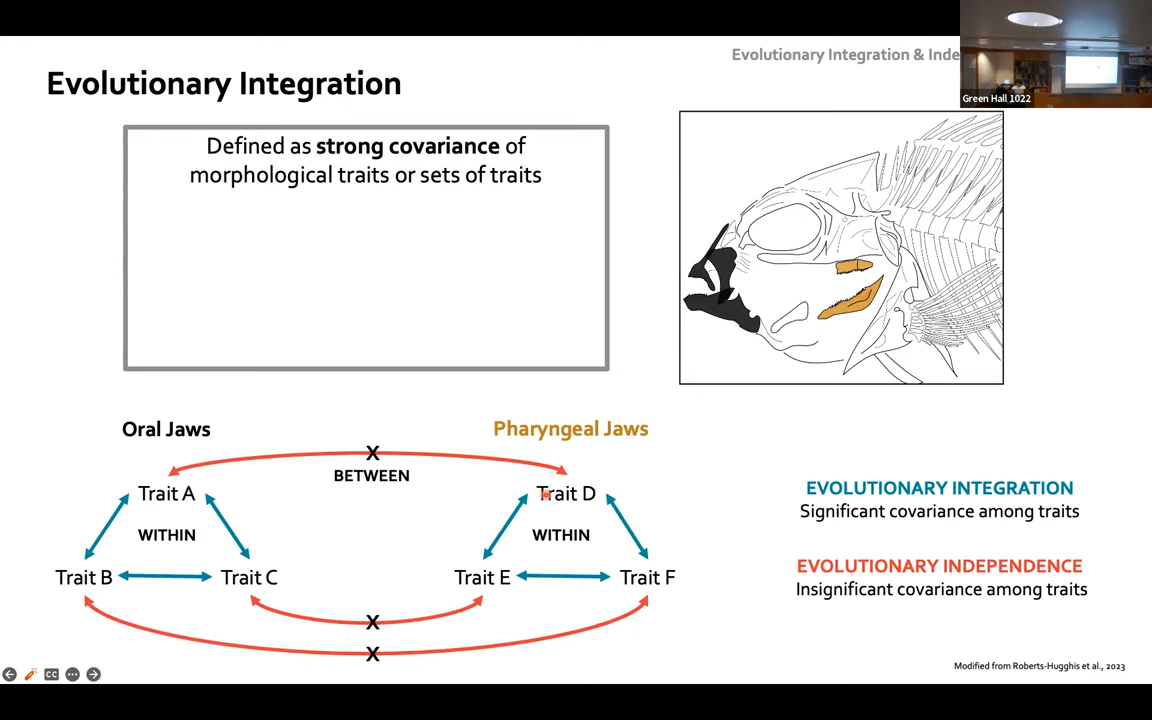 Evolutionary Integration & Inde
Evolutionary Integration
Green Hall 1022
Defined as strong covariance of
morphological traits or sets of traits
Oral Jaws
Pharyngeal Jaws
X
BETWEEN
Trait A
Trait D
WITHIN
WITHIN
Trait B
Trait C
Trait E
Trait F
X
X
EVOLUTIONARY INTEGRATION
Significant covariance among traits
EVOLUTIONARY INDEPENDENCE
Insignificant covariance among traits
Modified from Roberts-Hugghis et al., 2023
CC